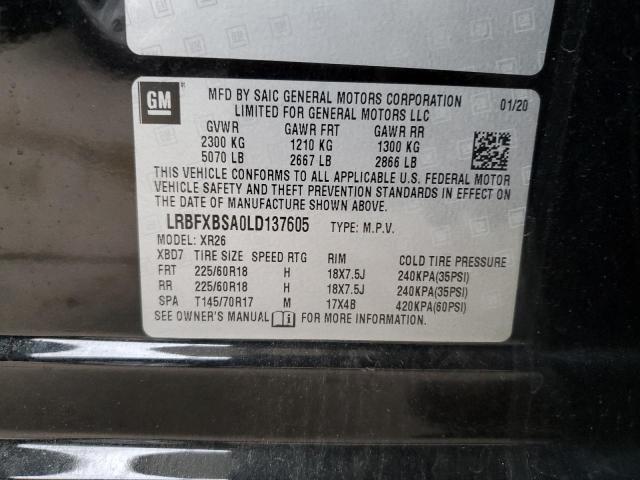 GM
MFD BY SAIC GENERAL MOTORS CORPORATION 01/20
LIMITED FOR GENERAL MOTORS LLC
GVWR GAWR FRT GAWR RR
2300 KG 1210 KG 1300 KG
5070 LB 2667 LB 2866 LB
THIS VEHICLE CONFORMS TO ALL APPLICABLE U.S. FEDERAL MOTOR
VEHICLE SAFETY AND THEFT PREVENTION STANDARDS IN EFFECT ON
THE DATE OF MANUFACTURE SHOWN ABOVE.
LRBFXBSA0LD137605 TYPE: M.P.V.
MODEL: XR26
XBD7 TIRE SIZE SPEED RTG RIM COLD TIRE PRESSURE
FRT 225/60R18 H 18X7.5J 240KPA(35PSI)
RR 225/60R18 H 18X7.5J 240KPA(35PSI)
SPA T145/70R17 M 17X4B 420KPA(60PSI)
SEE OWNER'S MANUAL i FOR MORE INFORMATION.